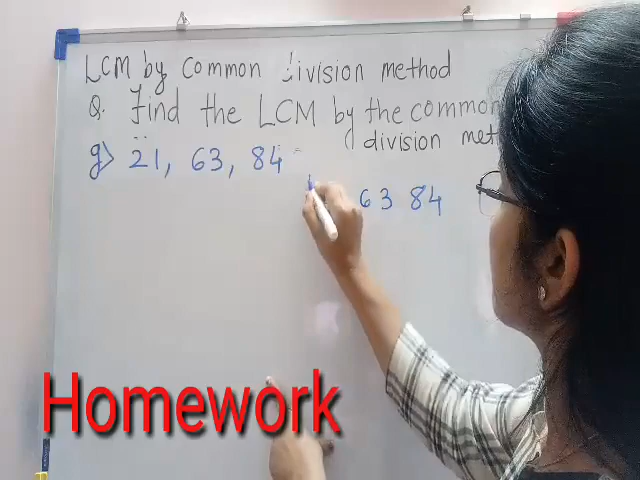 LCM by common division method
Q. Find the LCM by the common
division met
g) 21, 63, 84
63 84
Homework